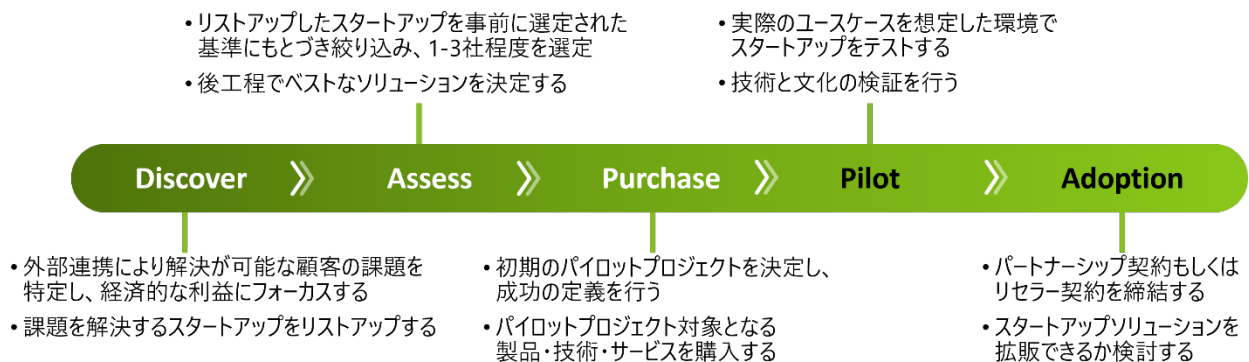 • リストアップしたスタートアップを事前に選定された
基準にもとづき絞り込み、1-3社程度を選定
• 後工程でベストなソリューションを決定する
• 実際のユースケースを想定した環境で
スタートアップをテストする
• 技術と文化の検証を行う
Discover
Assess
Purchase
Pilot
Adoption
• 外部連携により解決が可能な顧客の課題を
特定し、経済的な利益にフォーカスする
• 課題を解決するスタートアップをリストアップする
• 初期のパイロットプロジェクトを決定し、
成功の定義を行う
• パイロットプロジェクト対象となる
製品・技術・サービスを購入する
• パートナーシップ契約もしくは
リセラー契約を締結する
• スタートアップソリューションを
拡販できるか検討する